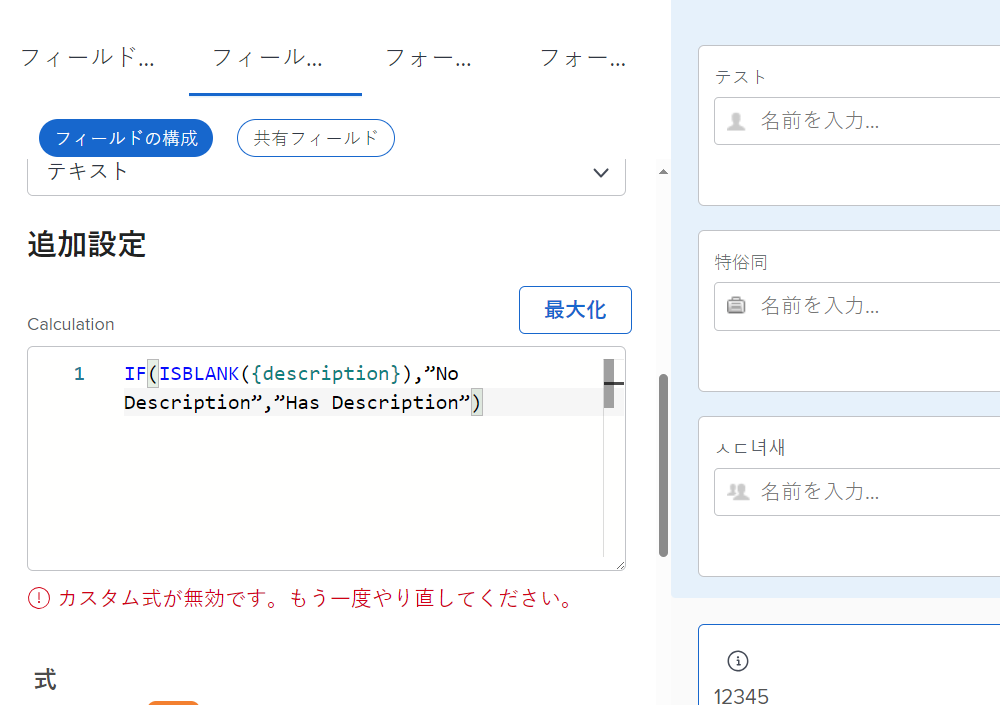 フィールド...
フィール...
フォー...
フォー...
フィールドの構成
共有フィールド
テキスト
追加設定
最大化
Calculation
1
IF(ISBLANK({description}),”No
Description”,”Has Description”)
カスタム式が無効です。もう一度やり直してください。
式
テスト
名前を入力...
特俗同
名前を入力...
ㅅㄷ녀새
名前を入力...
12345